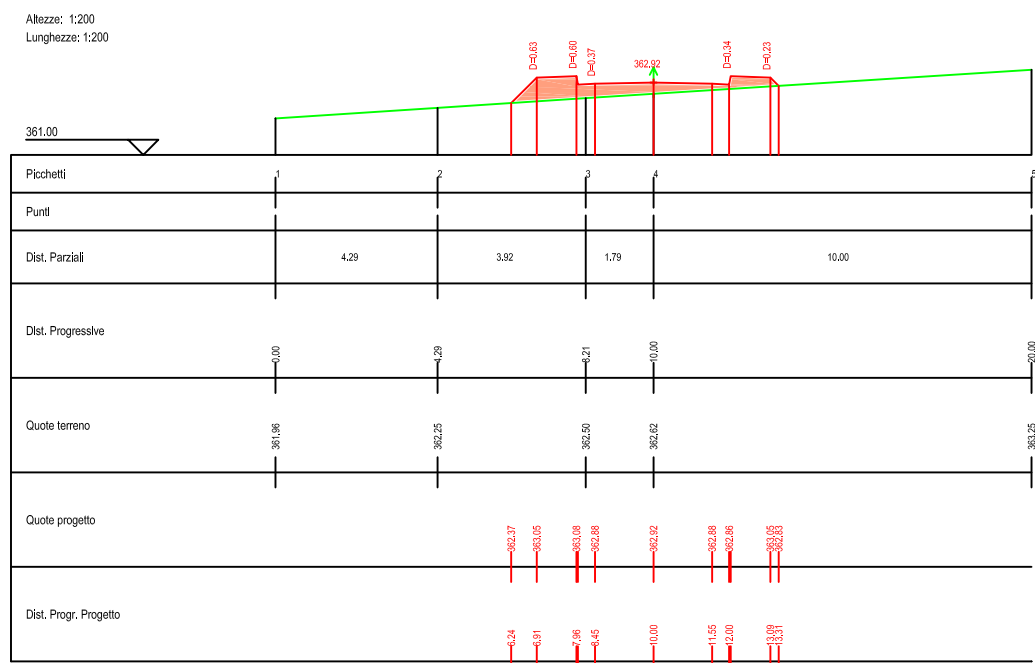 Altezze: 1:200
Lunghezze: 1:200
D=0.63
D=0.60
D=0.37
362.92
D=0.34
D=0.23
361.00
Picchetti 1 2 3 4 5
Punti
Dist. Parziali 4.29 3.92 1.79 10.00
Dist. Progressive 0.00 4.29 8.21 10.00 20.00
Quote terreno 361.96 362.25 362.50 362.62 363.25
Quote progetto 362.37 363.05 363.08 362.88 362.92 362.88 362.86 363.05 362.83
Dist. Progr. Progetto 6.24 6.91 7.96 8.45 10.00 11.55 12.00 13.09 13.31